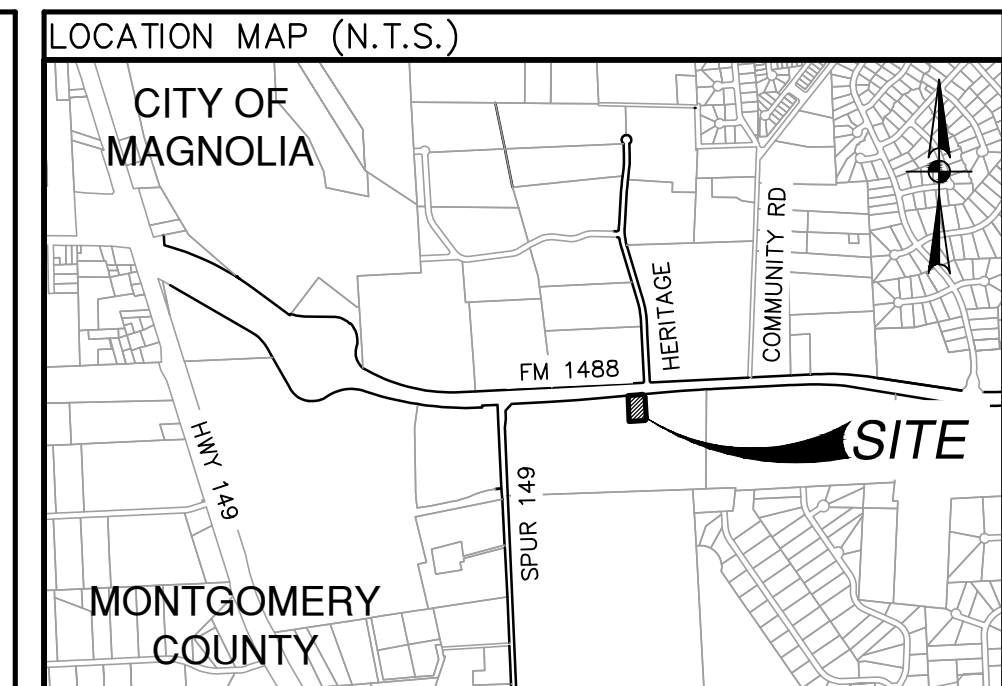 LOCATION MAP (N.T.S.)
CITY OF
MAGNOLIA
COMMUNITY RD
HERITAGE
FM 1488
SITE
HWY 149
SPUR 149
MONTGOMERY
COUNTY